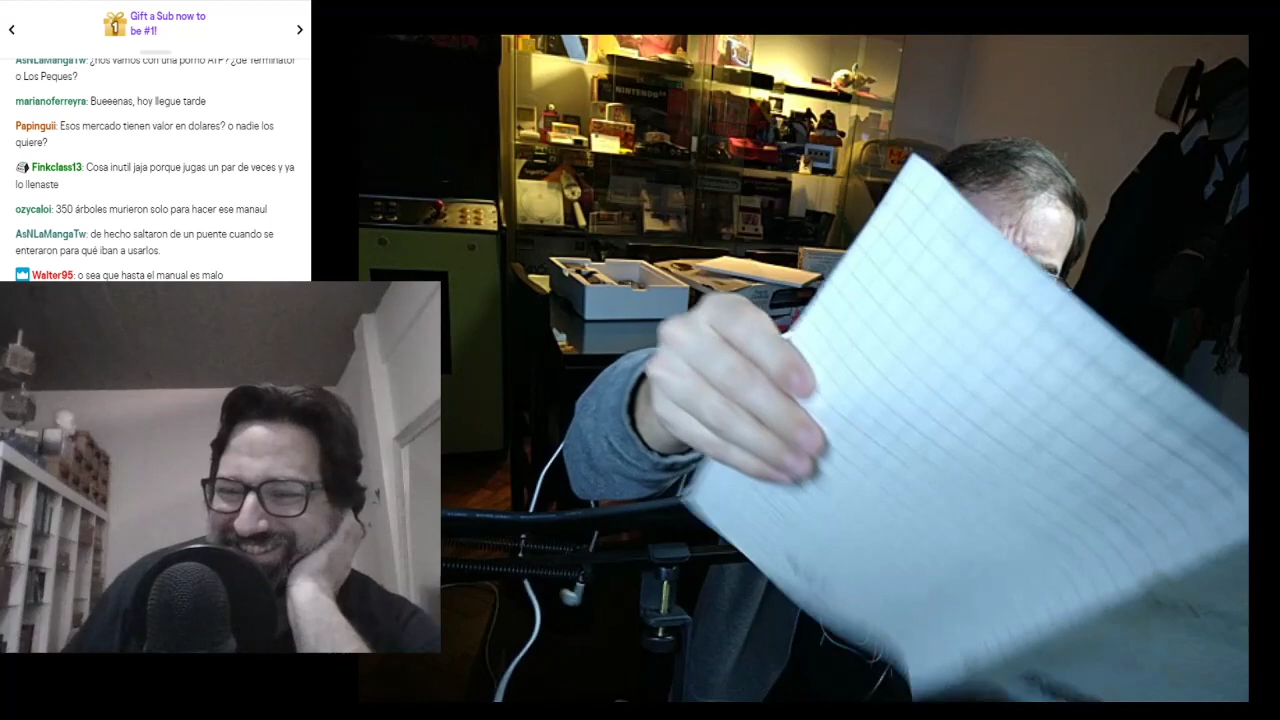 Gift a Sub now to
be #1!
1
AsNLaMangaTw: ¿nos vamos con una porno ATP? ¿de Terminator
o Los Peques?
marianoferreyra: Bueeenas, hoy llegue tarde
Papinguii: Esos mercado tienen valor en dolares? o nadie los
quiere?
Finkclass13: Cosa inutil jaja porque jugas un par de veces y ya
lo llenaste
ozycaloi: 350 árboles murieron solo para hacer ese manaul
AsNLaMangaTw: de hecho saltaron de un puente cuando se
enteraron para qué iban a usarlos.
Walter95: o sea que hasta el manual es malo
NINTENDO 64